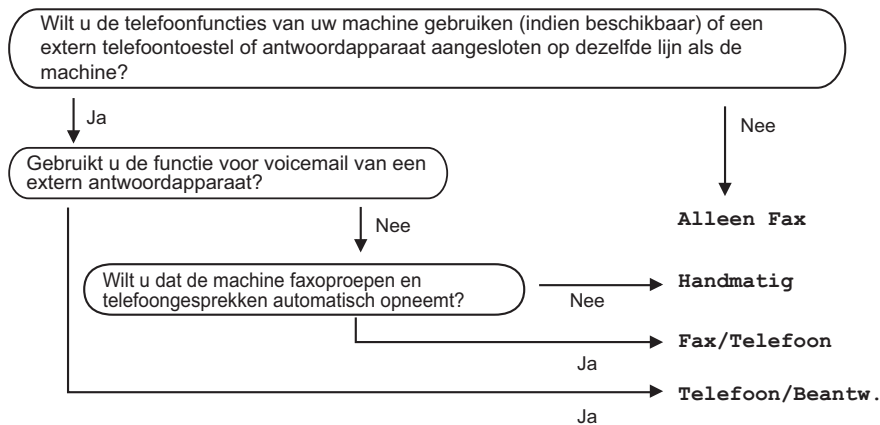 Wilt u de telefoonfuncties van uw machine gebruiken (indien beschikbaar) of een
extern telefoontoestel of antwoordapparaat aangesloten op dezelfde lijn als de
machine?
Ja
Nee
Gebruikt u de functie voor voicemail van een
extern antwoordapparaat?
Nee
Alleen Fax
Wilt u dat de machine faxoproepen en
telefoongesprekken automatisch opneemt?
Nee
Handmatig
Fax/Telefoon
Ja
Telefoon/Beantw.
Ja